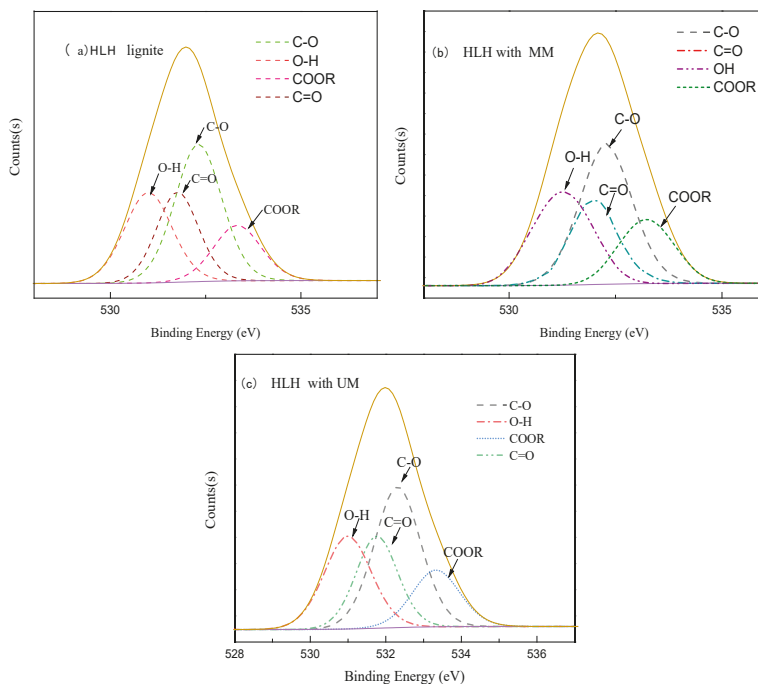 ( a)HLH lignite
C-O
O-H
COOR
C=O
C-O
O-H
C=O
COOR
Counts(s)
530
535
Binding Energy (eV)
(b) HLH with MM
C-O
C=O
OH
COOR
C-O
O-H
C=O
COOR
Counts(s)
530
535
Binding Energy (eV)
(c) HLH with UM
C-O
O-H
COOR
C=O
C-O
O-H
C=O
COOR
Counts(s)
528
530
532
534
536
Binding Energy (eV)